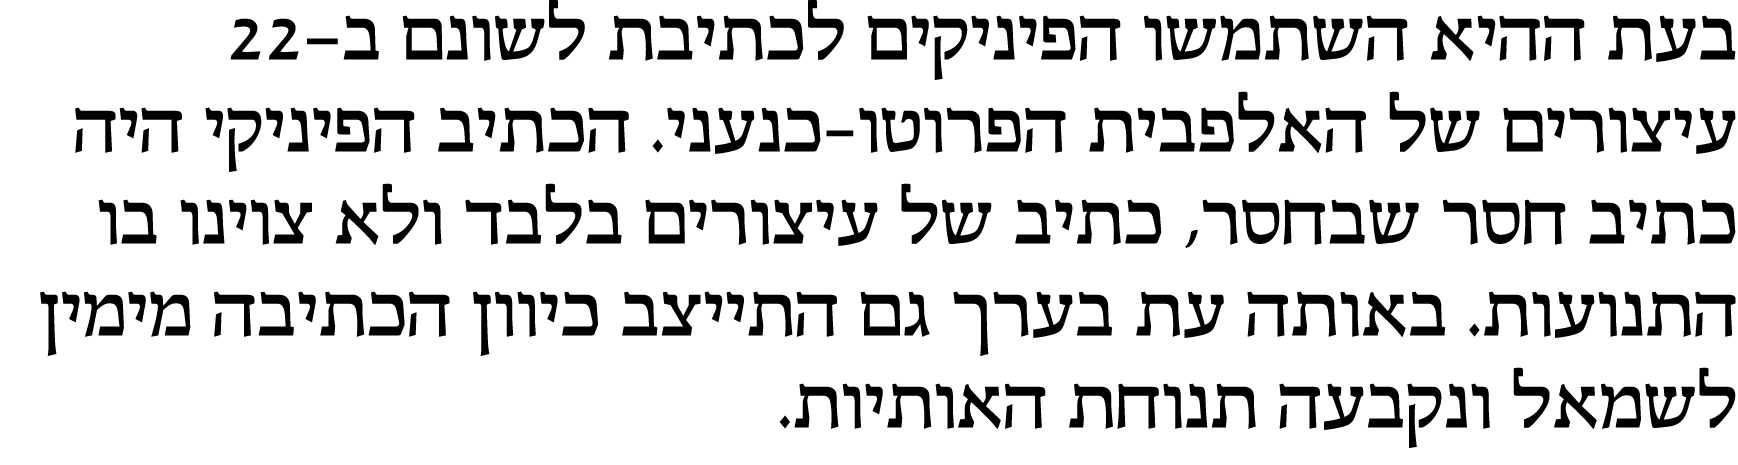 בעת ההיא השתמשו הפיניקים לכתיבת לשונם ב–22
עיצורים של האלפבית הפרוטו–כנעני. הכתיב הפיניקי היה
כתיב חסר שבחסר, כתיב של עיצורים בלבד ולא צוינו בו
התנועות. באותה עת בערך גם התייצב כיוון הכתיבה מימין
לשמאל ונקבעה תנוחת האותיות.